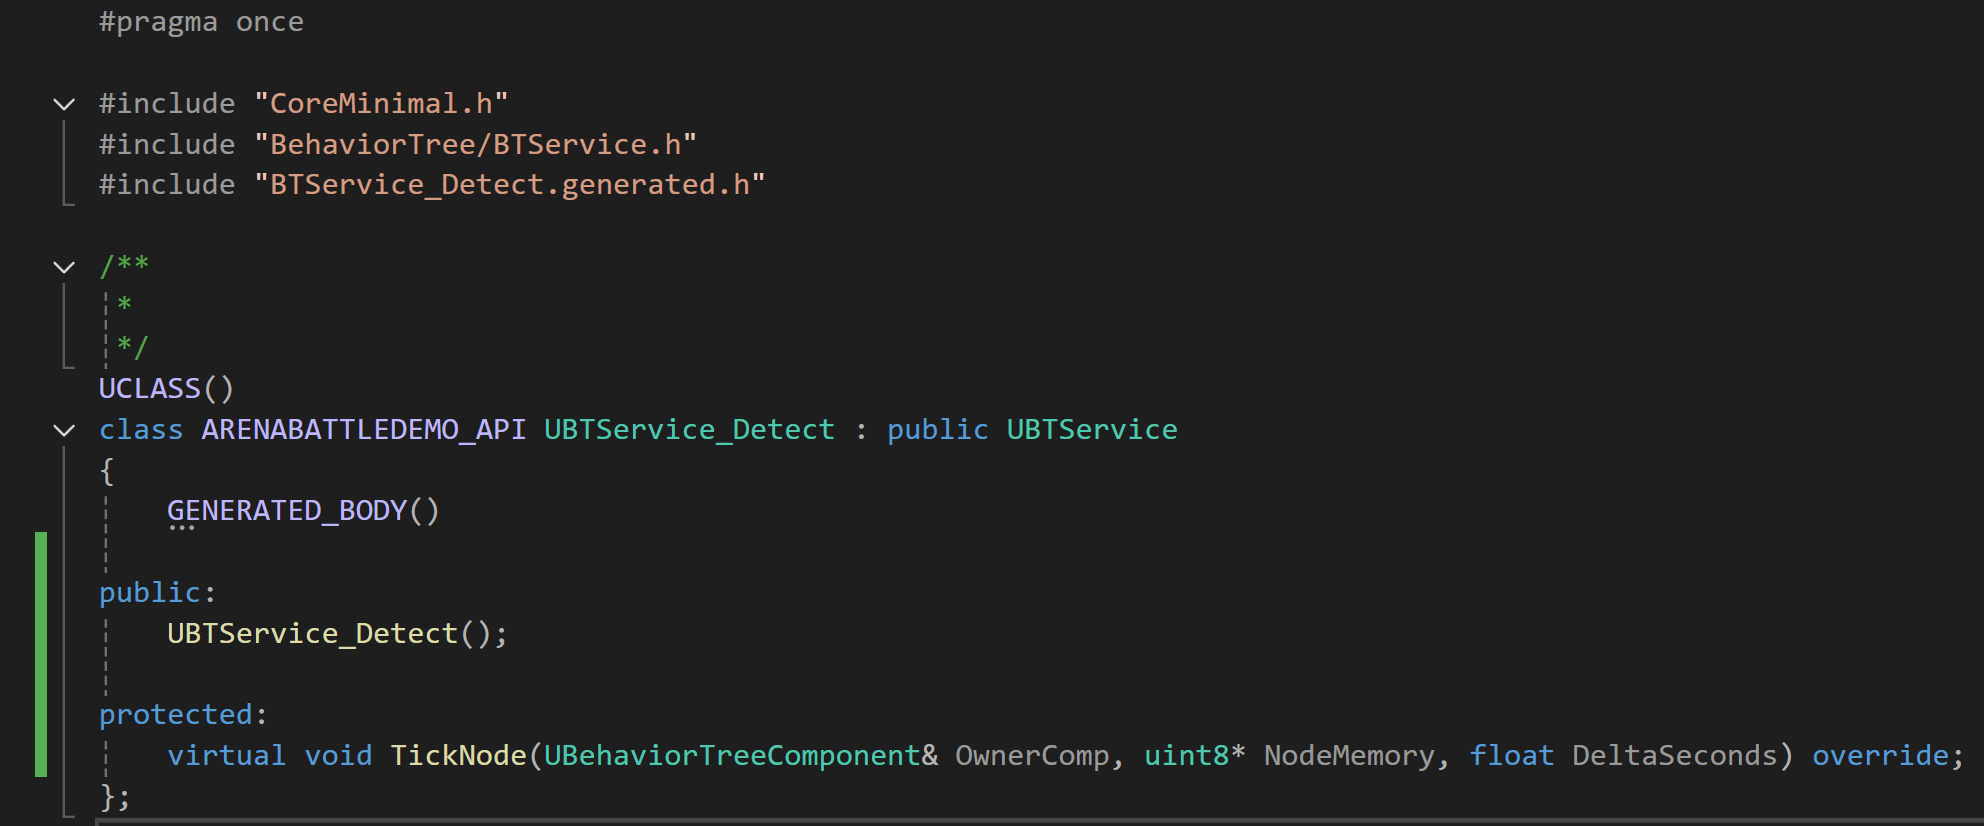 #pragma once
#include "CoreMinimal.h"
#include "BehaviorTree/BTService.h"
#include "BTService_Detect.generated.h"
/**
*
*/
UCLASS()
class ARENABATTLEDEMO_API UBTService_Detect : public UBTService
{
GENERATED_BODY()
public:
UBTService_Detect();
protected:
virtual void TickNode(UBehaviorTreeComponent& OwnerComp, uint8* NodeMemory, float DeltaSeconds) override;
};